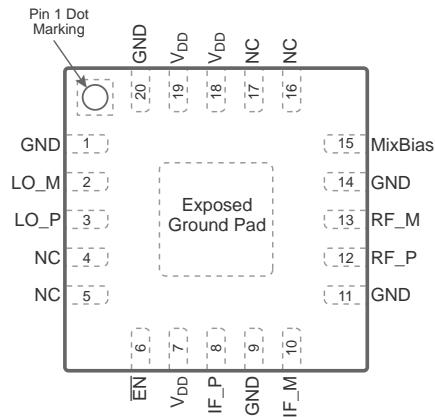 Pin 1 Dot
Marking
GND
VDD
VDD
NC
NC
20
19
18
17
16
GND 1
LO_M 2
LO_P 3
NC 4
NC 5
15 MixBias
14 GND
13 RF_M
12 RF_P
11 GND
Exposed
Ground Pad
6
7
8
9
10
E̅N̅
VDD
IF_P
GND
IF_M